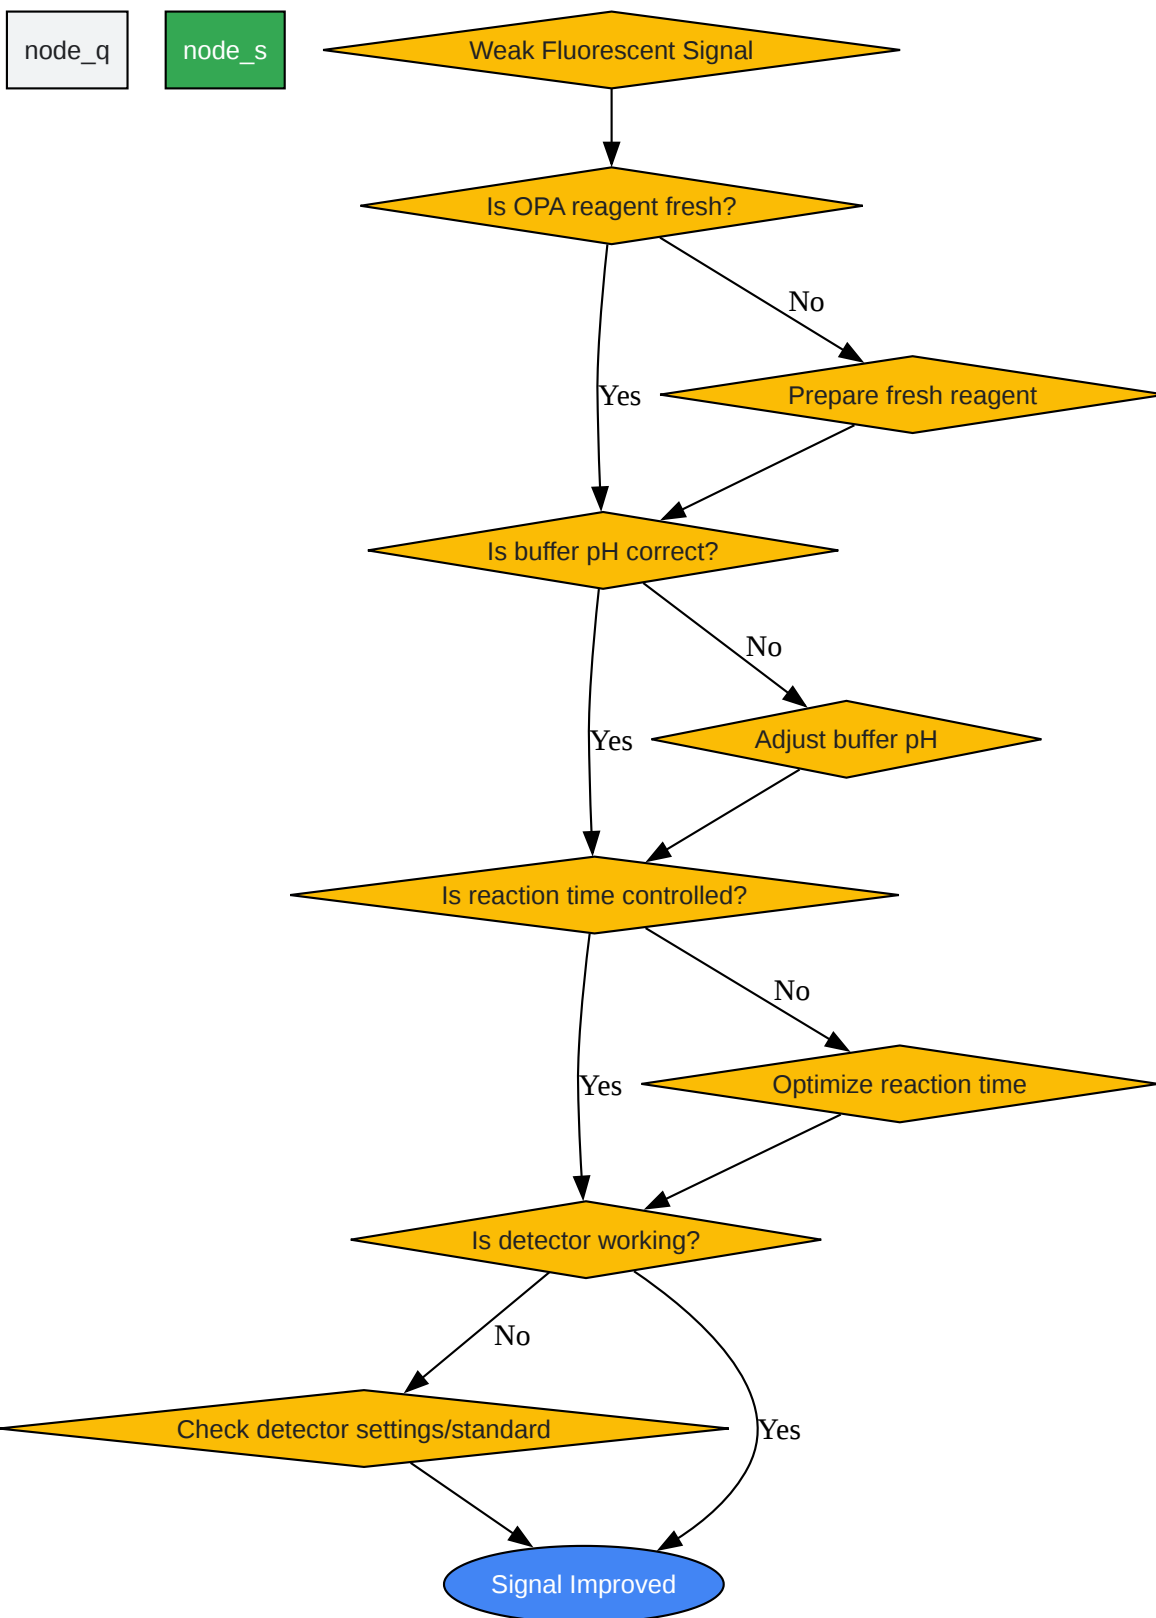 node_q
node_s
Weak Fluorescent Signal
Is OPA reagent fresh?
No
Yes
Prepare fresh reagent
Is buffer pH correct?
No
Yes
Adjust buffer pH
Is reaction time controlled?
No
Yes
Optimize reaction time
Is detector working?
No
Check detector settings/standard
Yes
Signal Improved